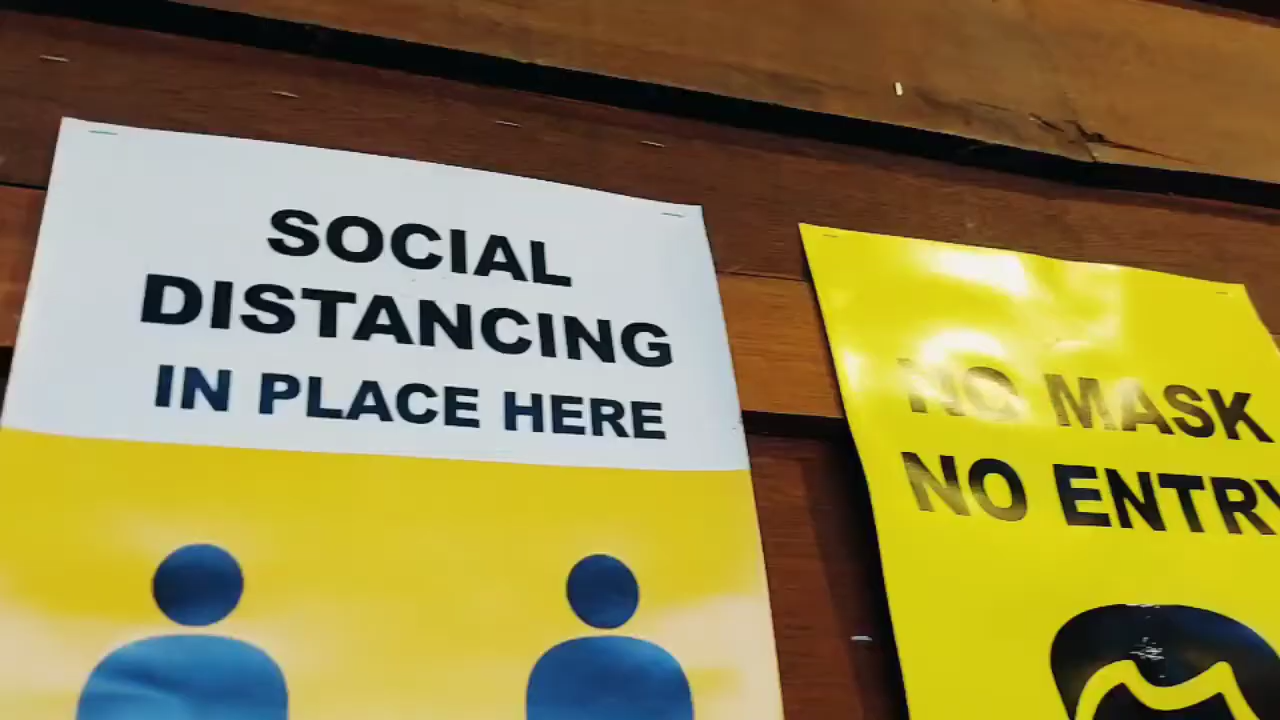 SOCIAL
DISTANCING
IN PLACE HERE
NO MASK
NO ENTRY